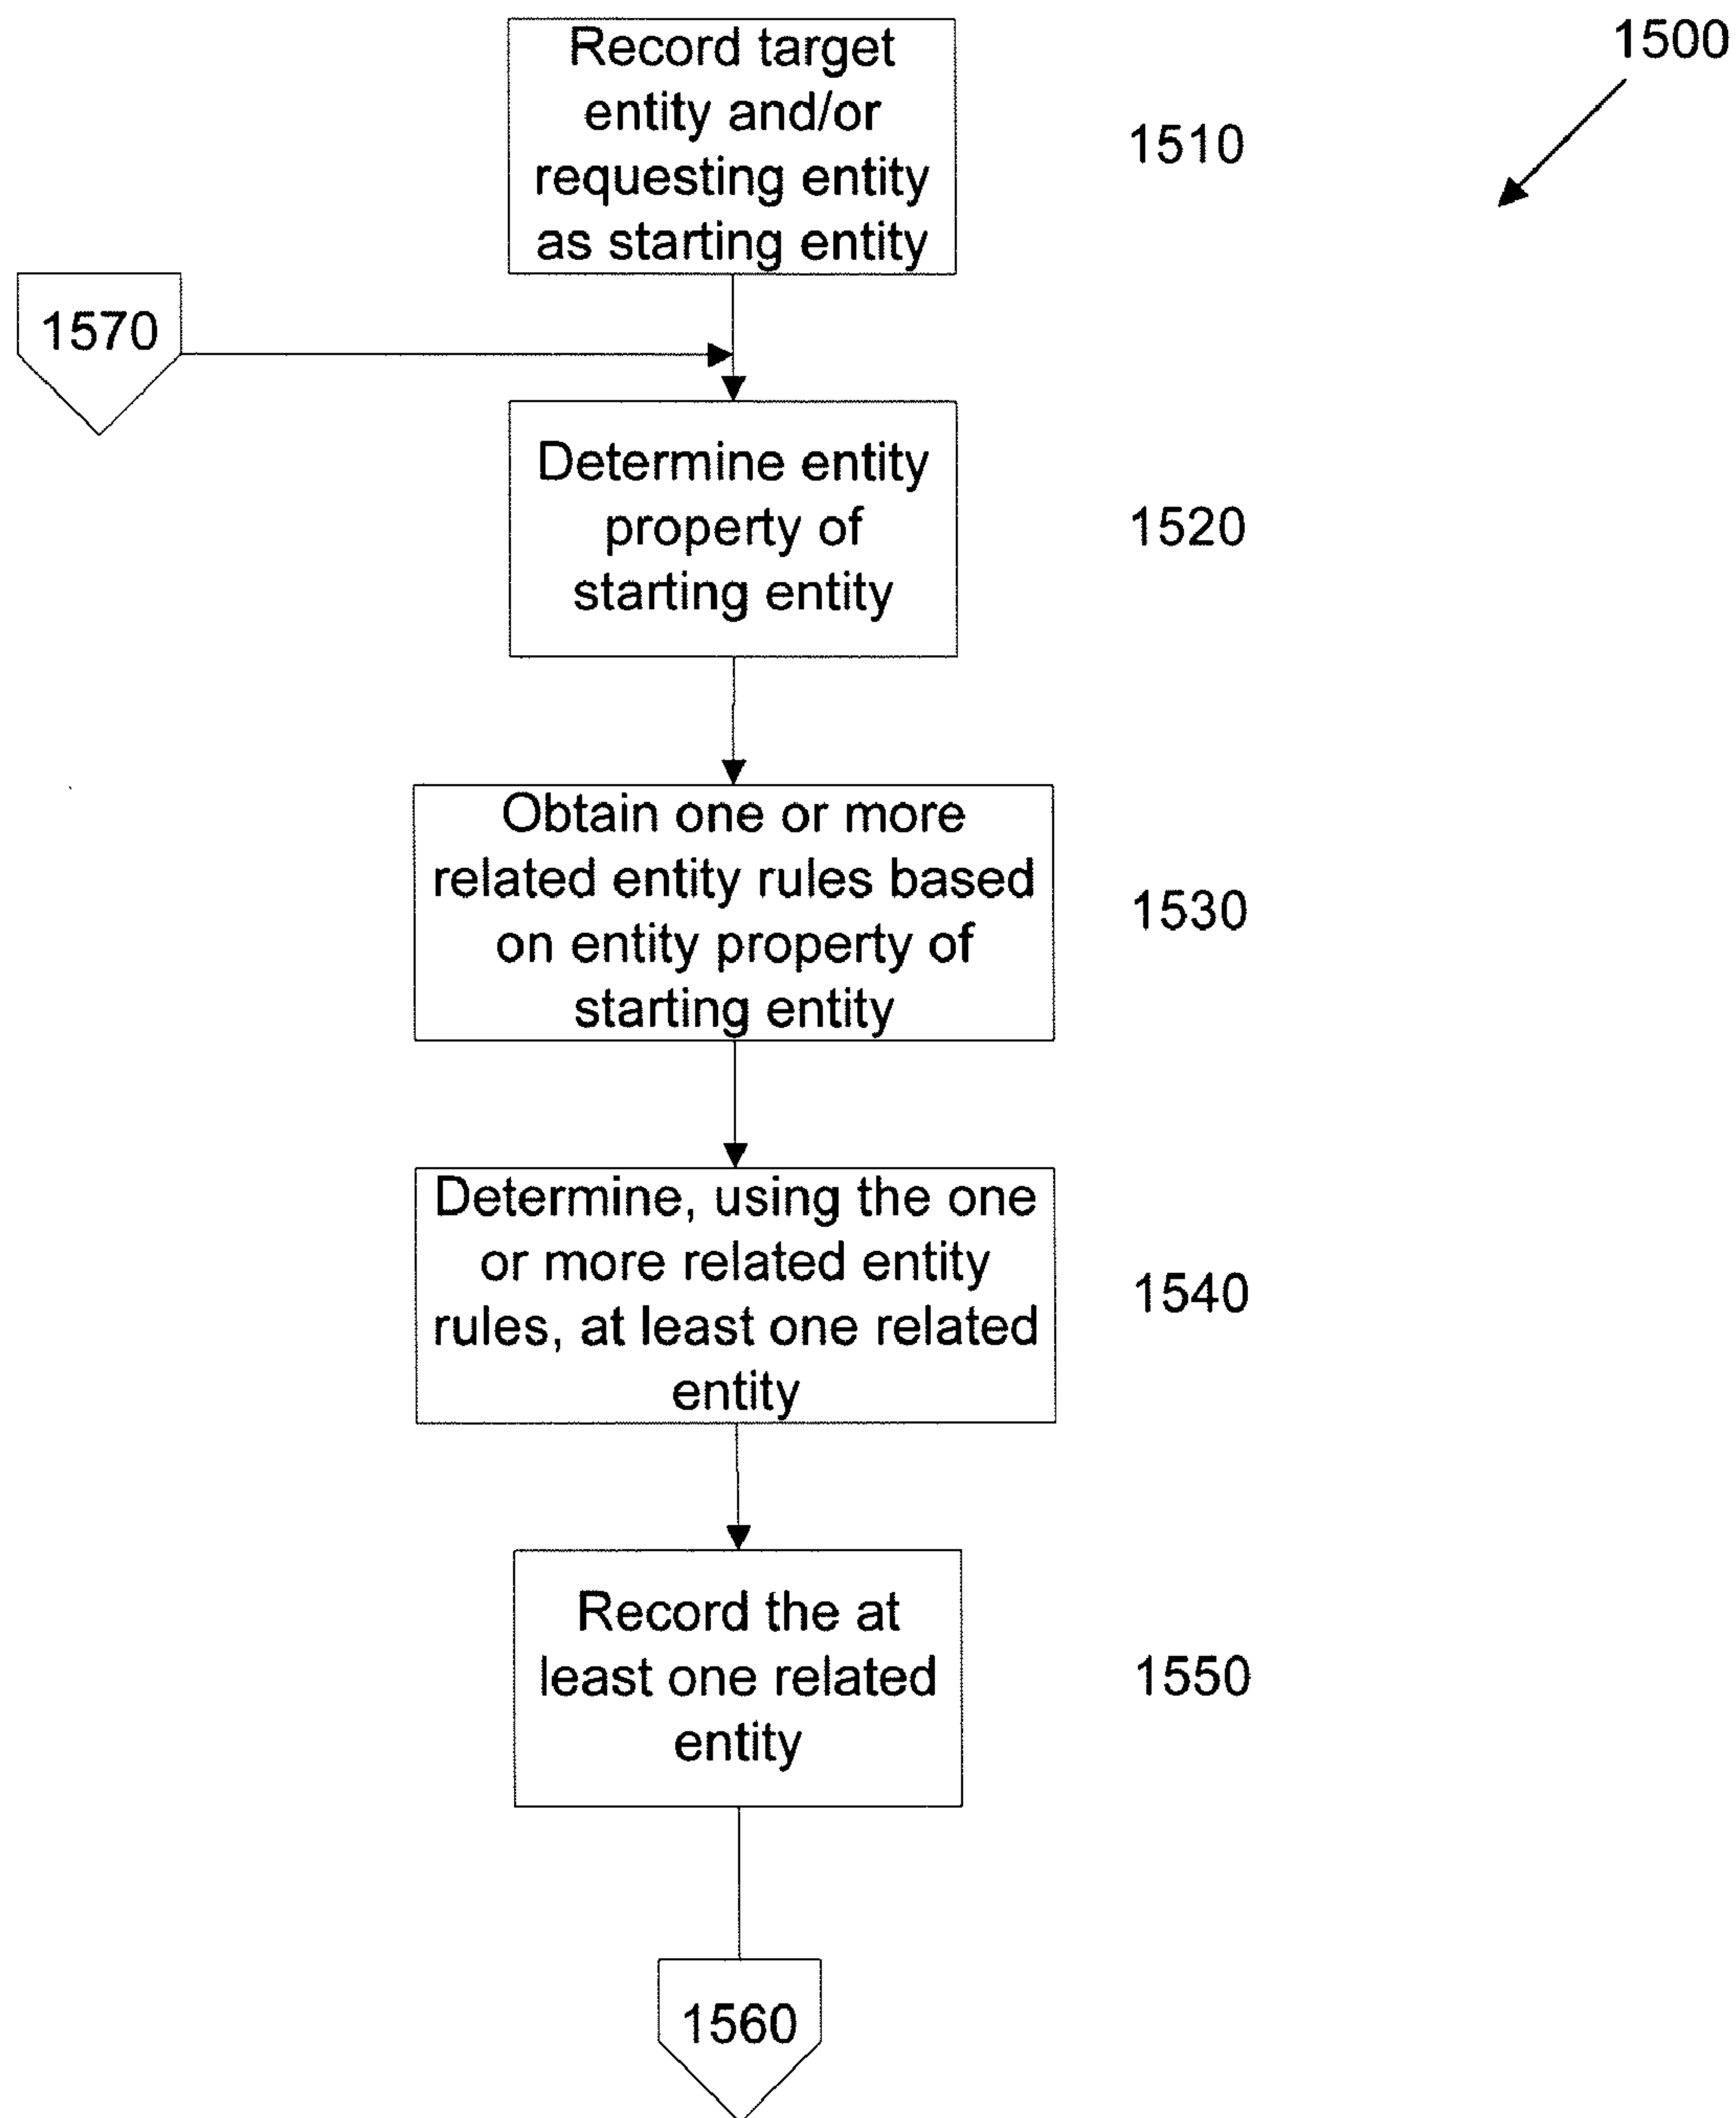 1500
Record target
entity and/or
requesting entity
as starting entity
1510
1570
Determine entity
property of
starting entity
1520
Obtain one or more
related entity rules based
on entity property of
starting entity
1530
Determine, using the one
or more related entity
rules, at least one related
entity
1540
Record the at
least one related
entity
1550
1560